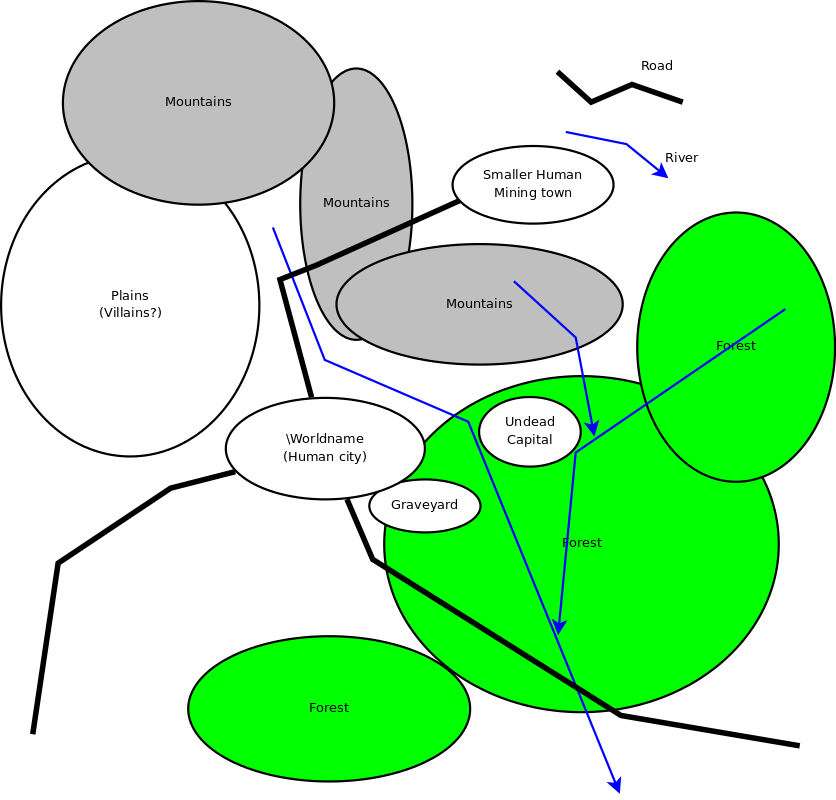 Road
Mountains
River
Smaller Human
Mining town
Mountains
Plains
(Villains?)
Mountains
Forest
Undead
Capital
\Worldname
(Human city)
Graveyard
Forest
Forest